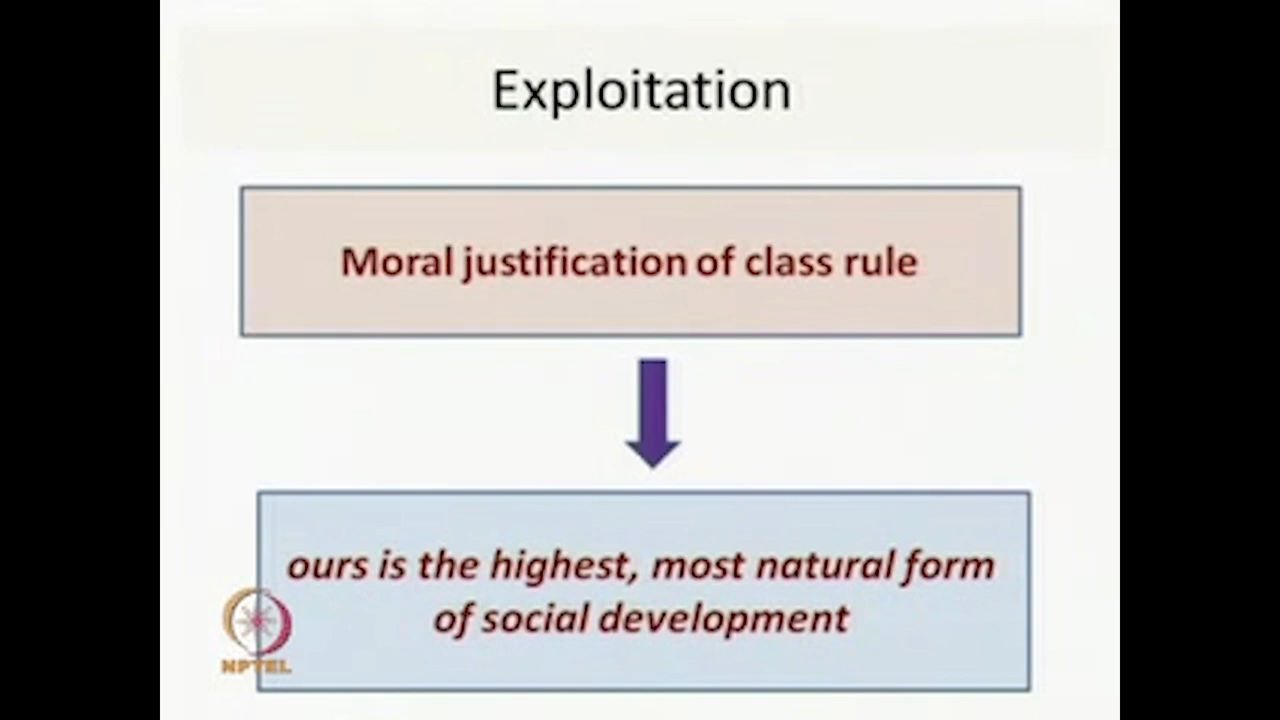 Exploitation
Moral justification of class rule
ours is the highest, most natural form
of social development
NPTEL